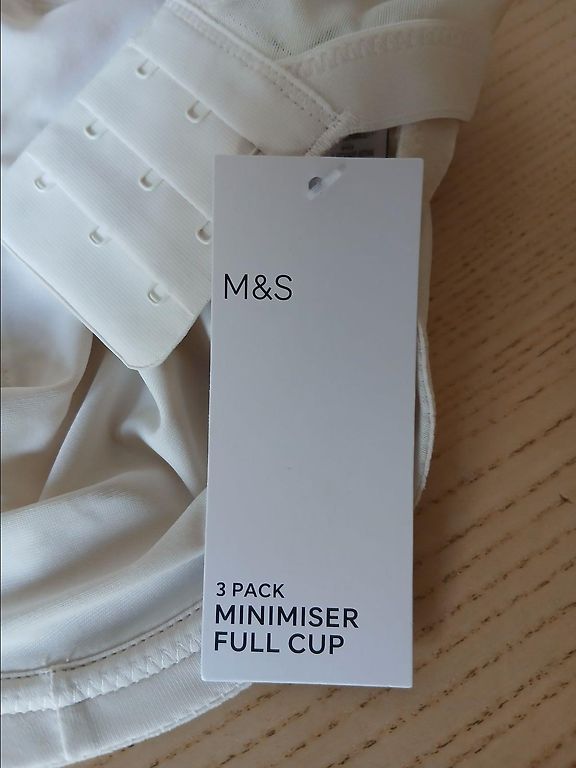 M&S
3 PACK
MINIMISER
FULL CUP